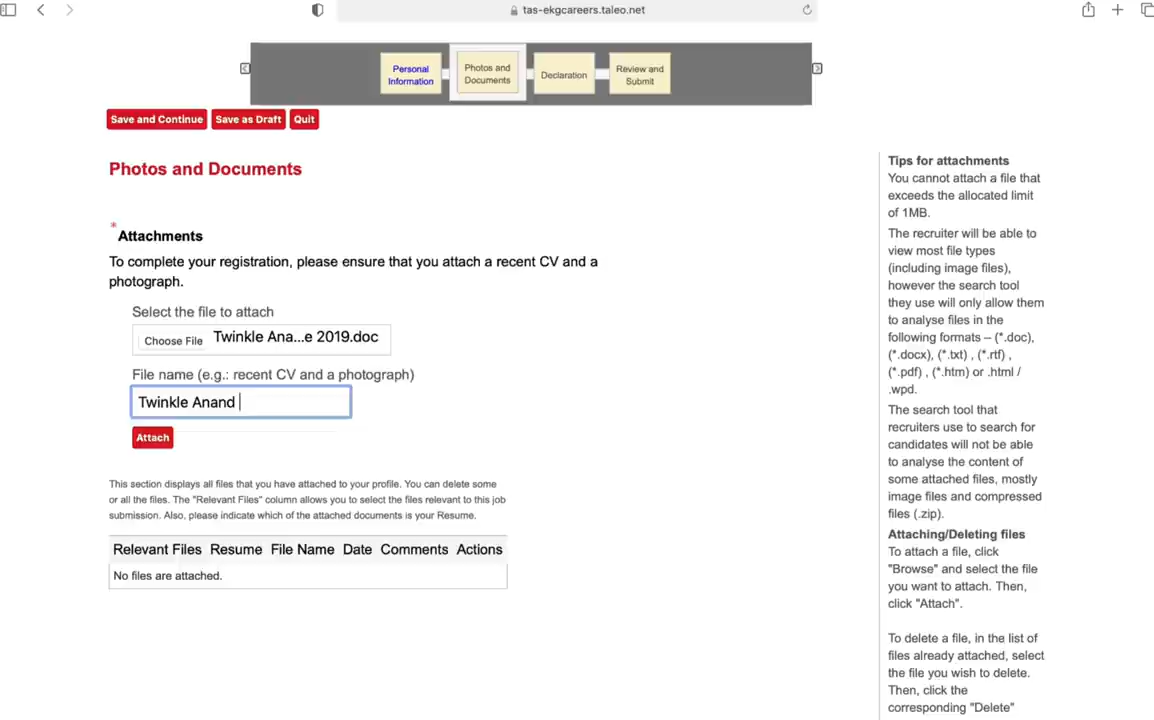 tas-ekgcareers.taleo.net
Personal
Information
Photos and
Documents
Declaration
Review and
Submit
Save and Continue Save as Draft Quit
Photos and Documents
* Attachments
To complete your registration, please ensure that you attach a recent CV and a
photograph.
Select the file to attach
Choose File Twinkle Ana...e 2019.doc
File name (e.g.: recent CV and a photograph)
Twinkle Anand
Attach
This section displays all files that you have attached to your profile. You can delete some
or all the files. The "Relevant Files" column allows you to select the files relevant to this job
submission. Also, please indicate which of the attached documents is your Resume.
Relevant Files Resume File Name Date Comments Actions
No files are attached.
Tips for attachments
You cannot attach a file that
exceeds the allocated limit
of 1MB.
The recruiter will be able to
view most file types
(including image files),
however the search tool
they use will only allow them
to analyse files in the
following formats – (*.doc),
(*.docx), (*.txt) , (*.rtf) ,
(*.pdf) , (*.htm) or .html /
.wpd.
The search tool that
recruiters use to search for
candidates will not be able
to analyse the content of
some attached files, mostly
image files and compressed
files (.zip).
Attaching/Deleting files
To attach a file, click
"Browse" and select the file
you want to attach. Then,
click "Attach".
To delete a file, in the list of
files already attached, select
the file you wish to delete.
Then, click the
corresponding "Delete"